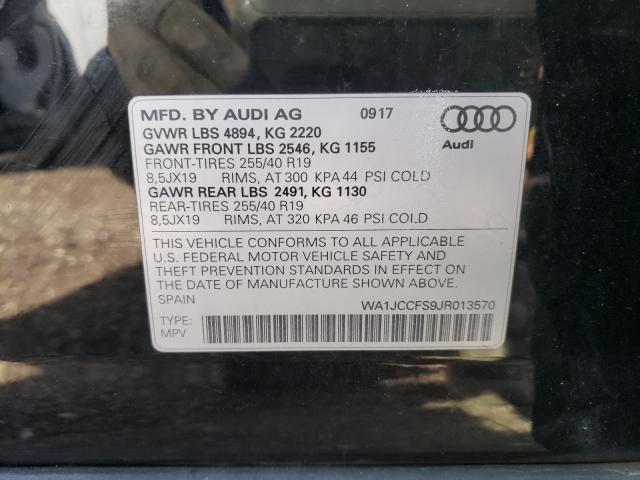 MFD. BY AUDI AG 09 17
GVWR LBS 4894, KG 2220
GAWR FRONT LBS 2546, KG 1155
FRONT-TIRES 255/40 R19
8,5JX19 RIMS, AT 300 KPA 44 PSI COLD
GAWR REAR LBS 2491, KG 1130
REAR-TIRES 255/40 R19
8,5JX19 RIMS, AT 320 KPA 46 PSI COLD
Audi
THIS VEHICLE CONFORMS TO ALL APPLICABLE
U.S. FEDERAL MOTOR VEHICLE SAFETY AND
THEFT PREVENTION STANDARDS IN EFFECT ON
THE DATE OF MANUFACTURE SHOWN ABOVE.
SPAIN WA1JCCFS9JR013570
TYPE:
MPV